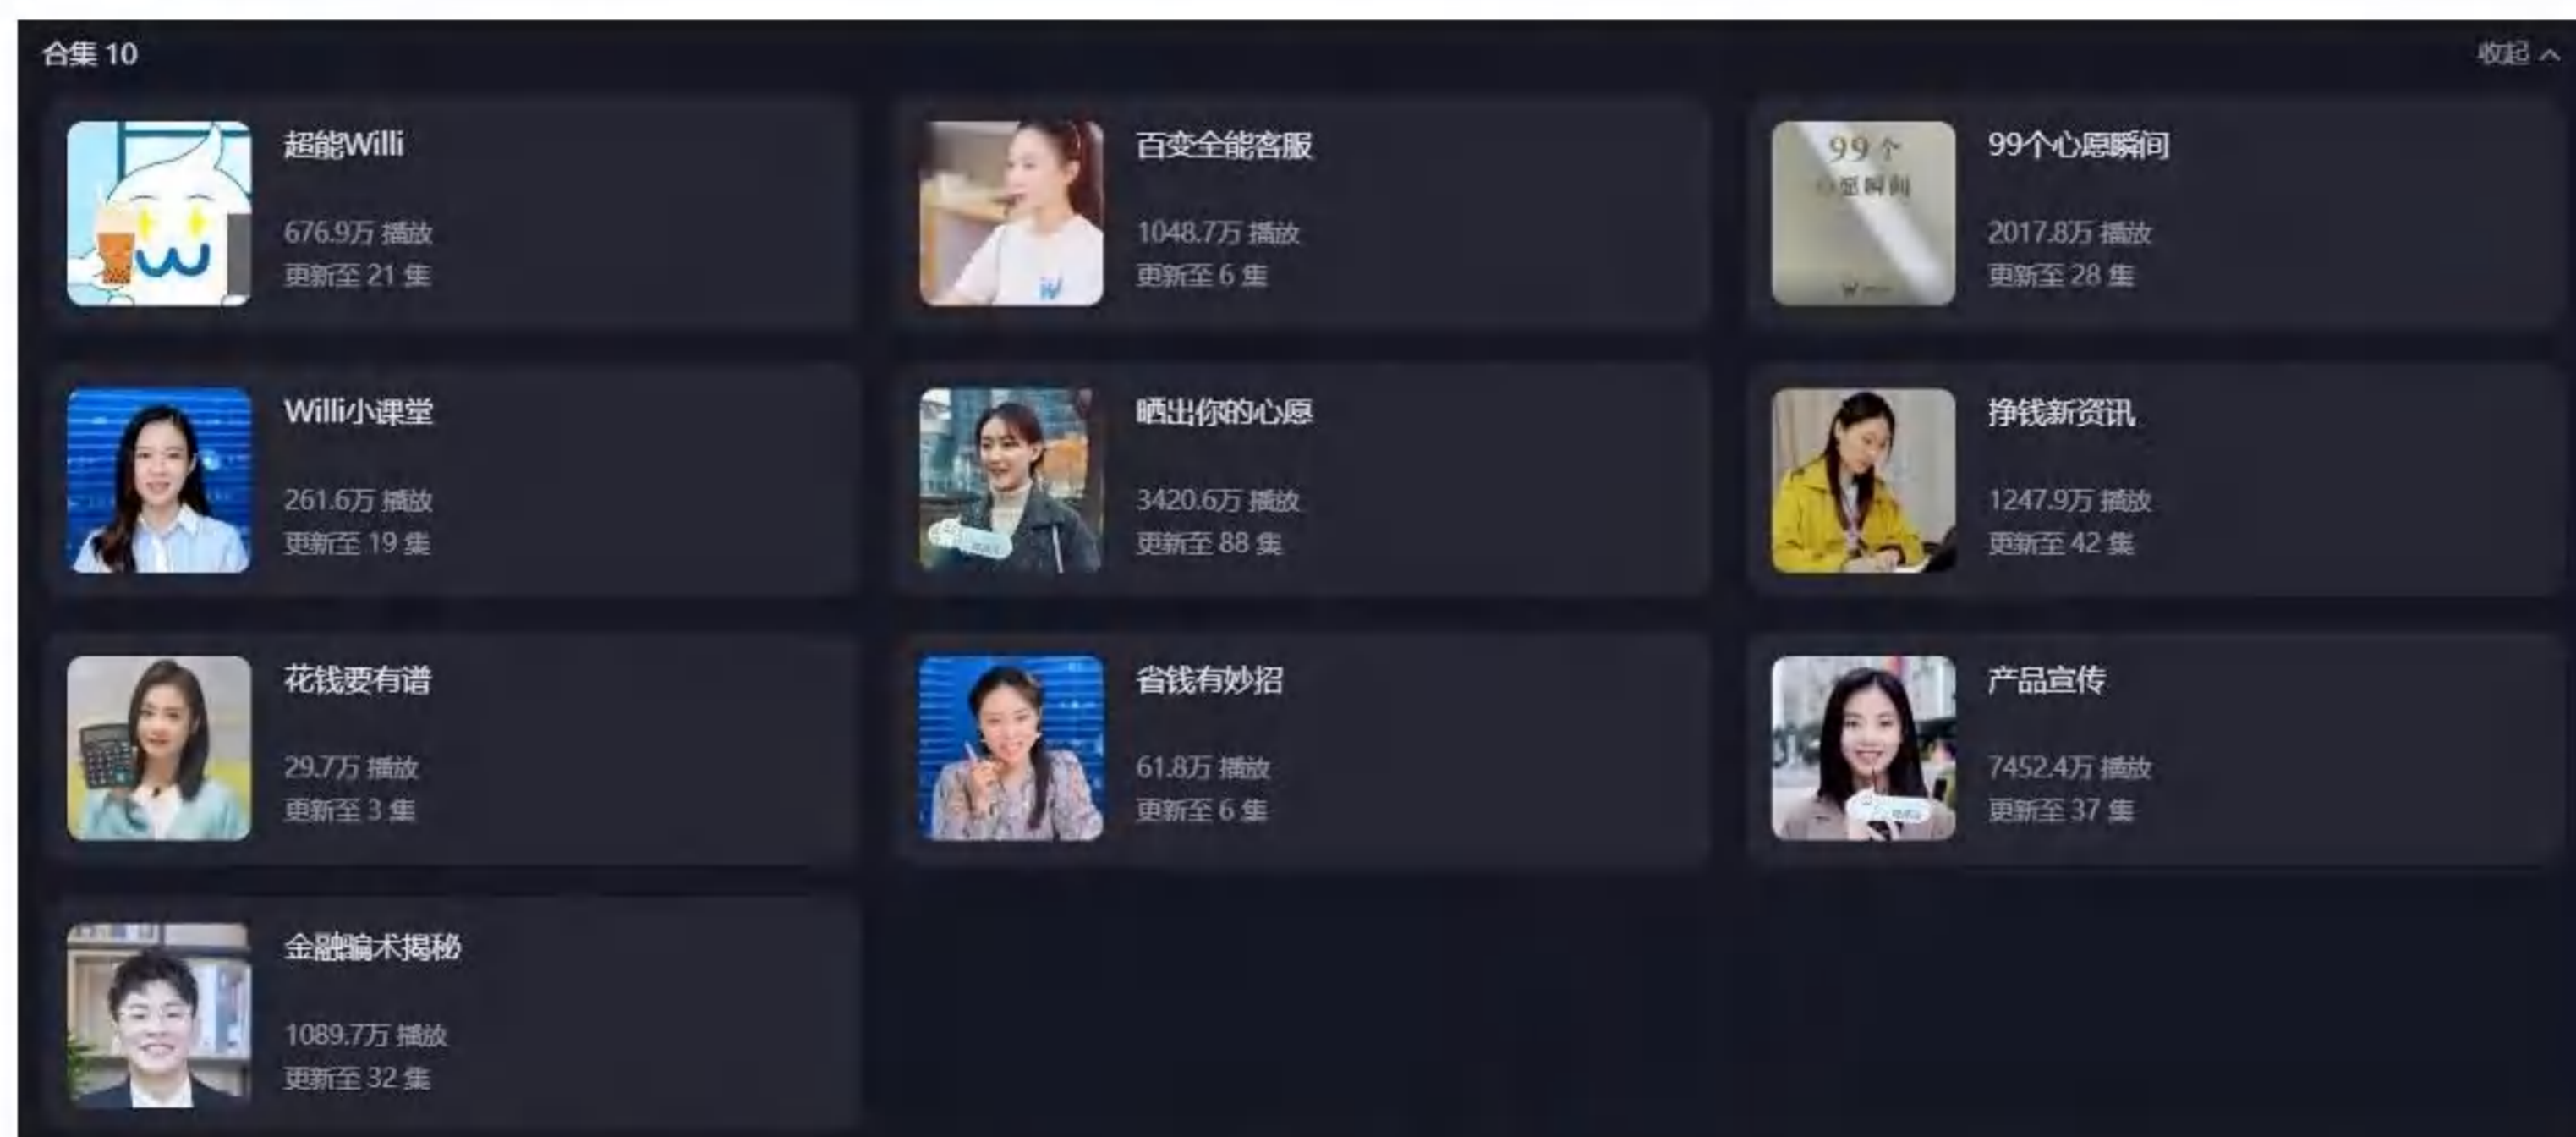 合集 10
收起
超能Willi
676.9万 播放
更新至 21 集
百变全能客服
1048.7万 播放
更新至 6 集
99个
愿瞬间
99个心愿瞬间
2017.8万 播放
更新至 28 集
Willi小课堂
261.6万 播放
更新至 19 集
晒出你的心愿
3420.6万 播放
更新至 88 集
挣钱新资讯
1247.9万 播放
更新至 42 集
花钱要有谱
29.7万 播放
更新至 3 集
省钱有妙招
61.8万 播放
更新至 6 集
产品宣传
7452.4万 播放
更新至 37 集
金融骗术揭秘
1089.7万 播放
更新至 32 集